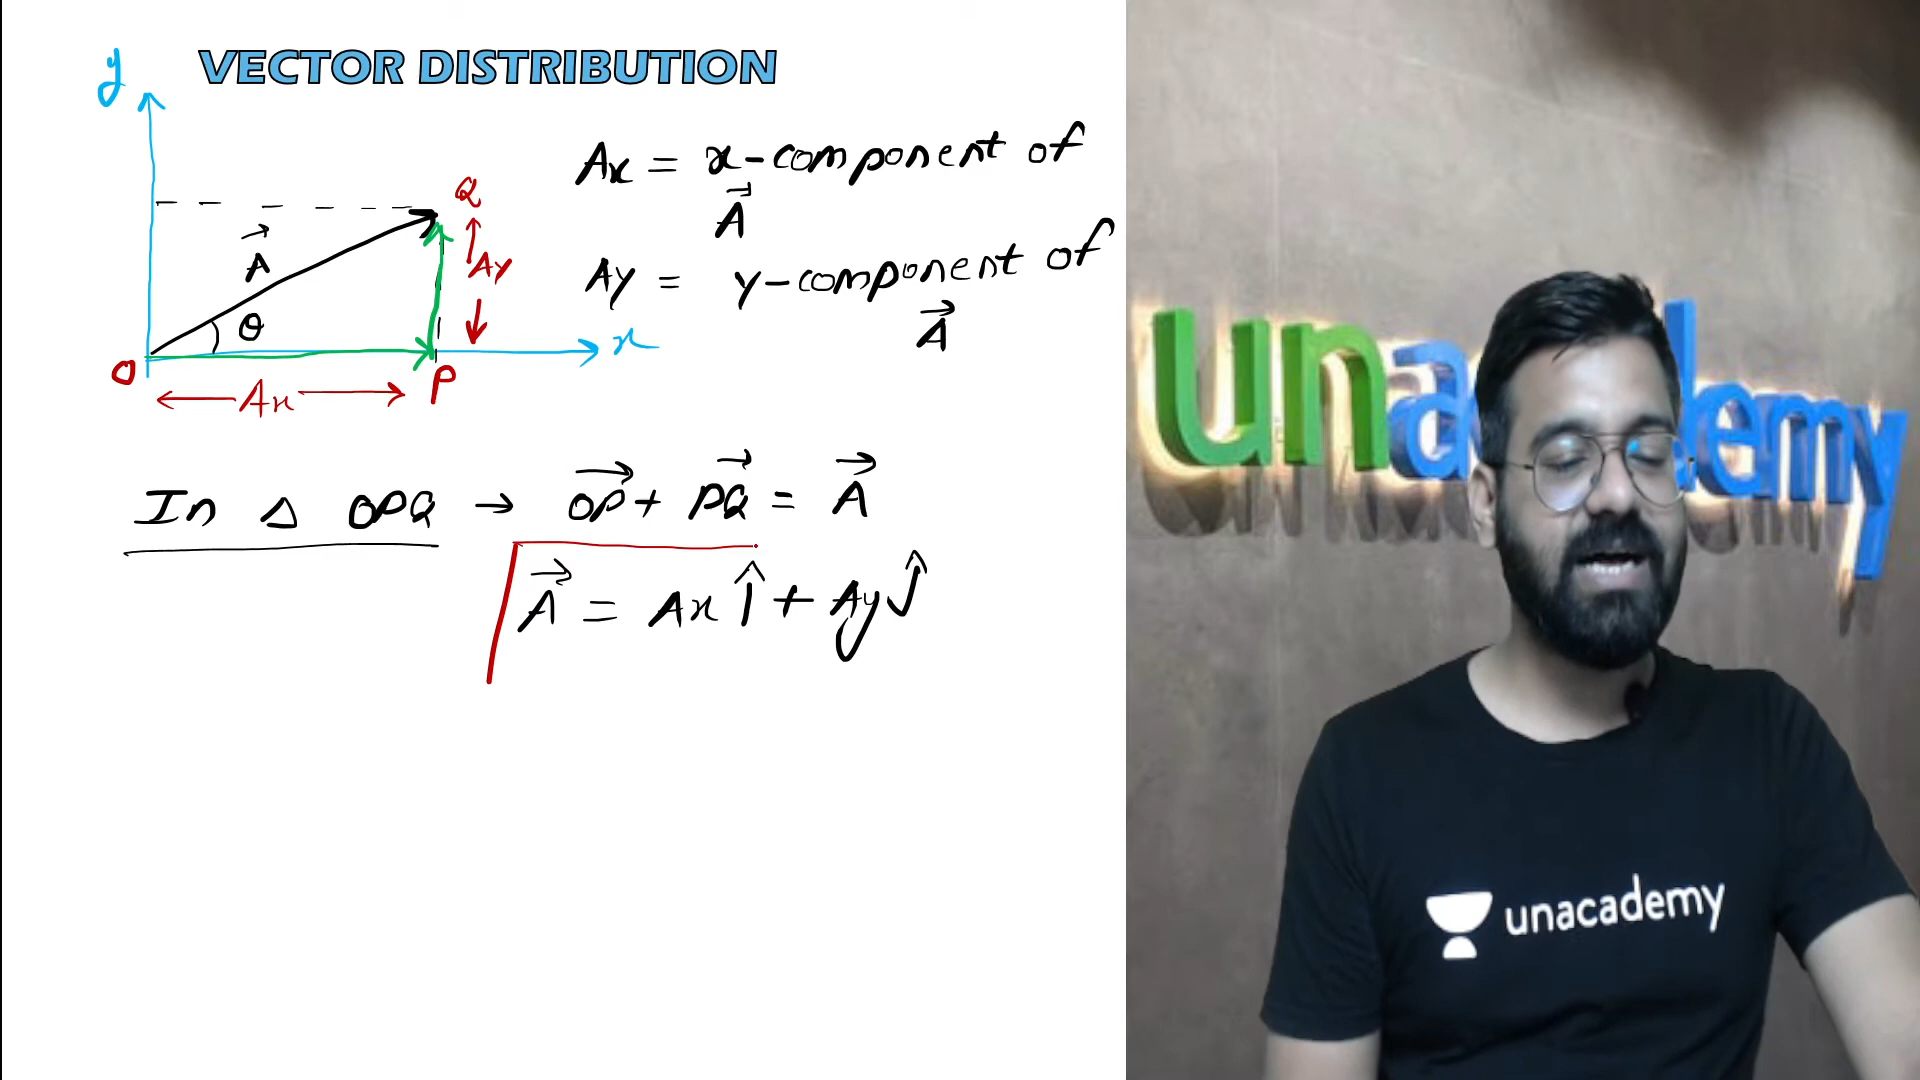 VECTOR DISTRIBUTION
y
Q
A⃗
Ay
θ
x
O
P
Ax
Ax = x-component of
A⃗
Ay = y-component of
A⃗
In Δ OPQ → OP⃗ + PQ⃗ = A⃗
A⃗ = Ax î + Ay ĵ
unacademy
unacademy